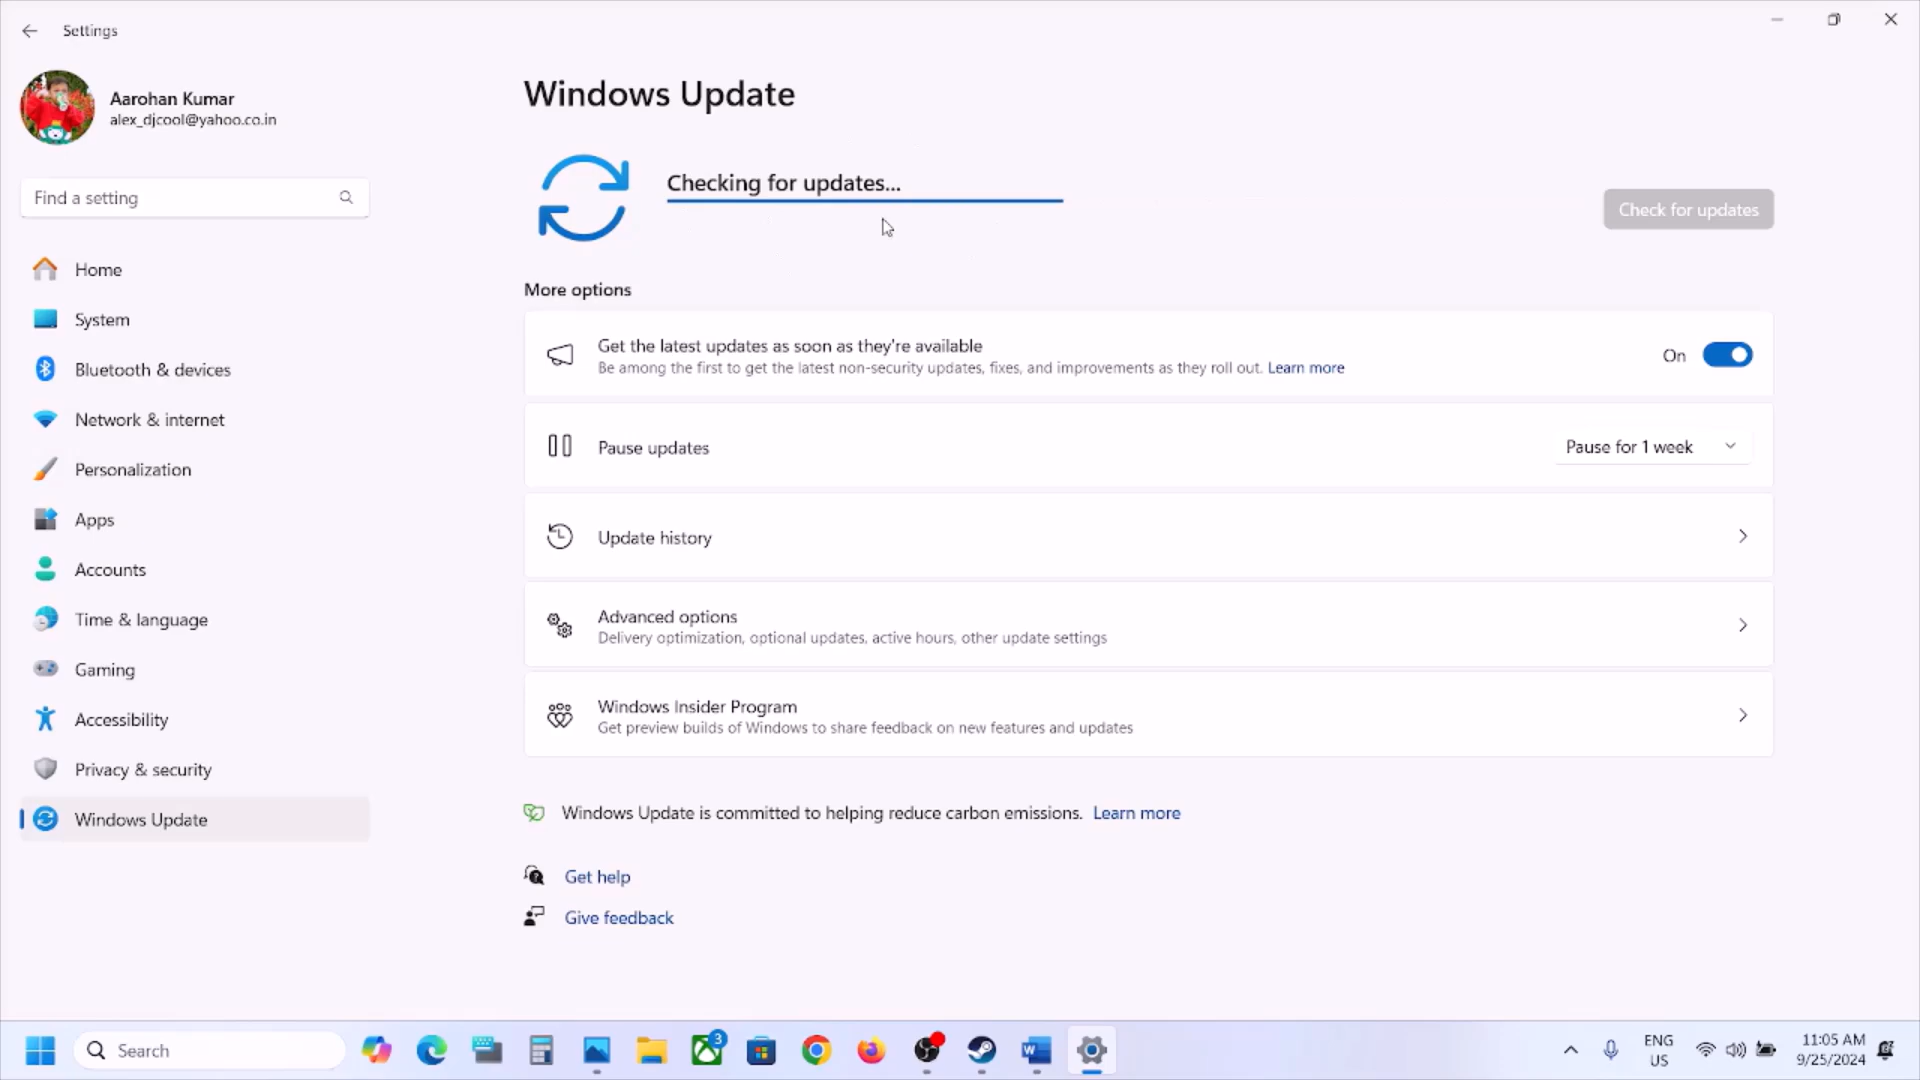 Settings
Aarohan Kumar
alex_djcool@yahoo.co.in
Find a setting
Home
System
Bluetooth & devices
Network & internet
Personalization
Apps
Accounts
Time & language
Gaming
Accessibility
Privacy & security
Windows Update
Windows Update
Checking for updates...
Check for updates
More options
Get the latest updates as soon as they're available
Be among the first to get the latest non-security updates, fixes, and improvements as they roll out. Learn more
On
Pause updates
Pause for 1 week
Update history
Advanced options
Delivery optimization, optional updates, active hours, other update settings
Windows Insider Program
Get preview builds of Windows to share feedback on new features and updates
Windows Update is committed to helping reduce carbon emissions. Learn more
Get help
Give feedback
Search
3
ENG
US
11:05 AM
9/25/2024